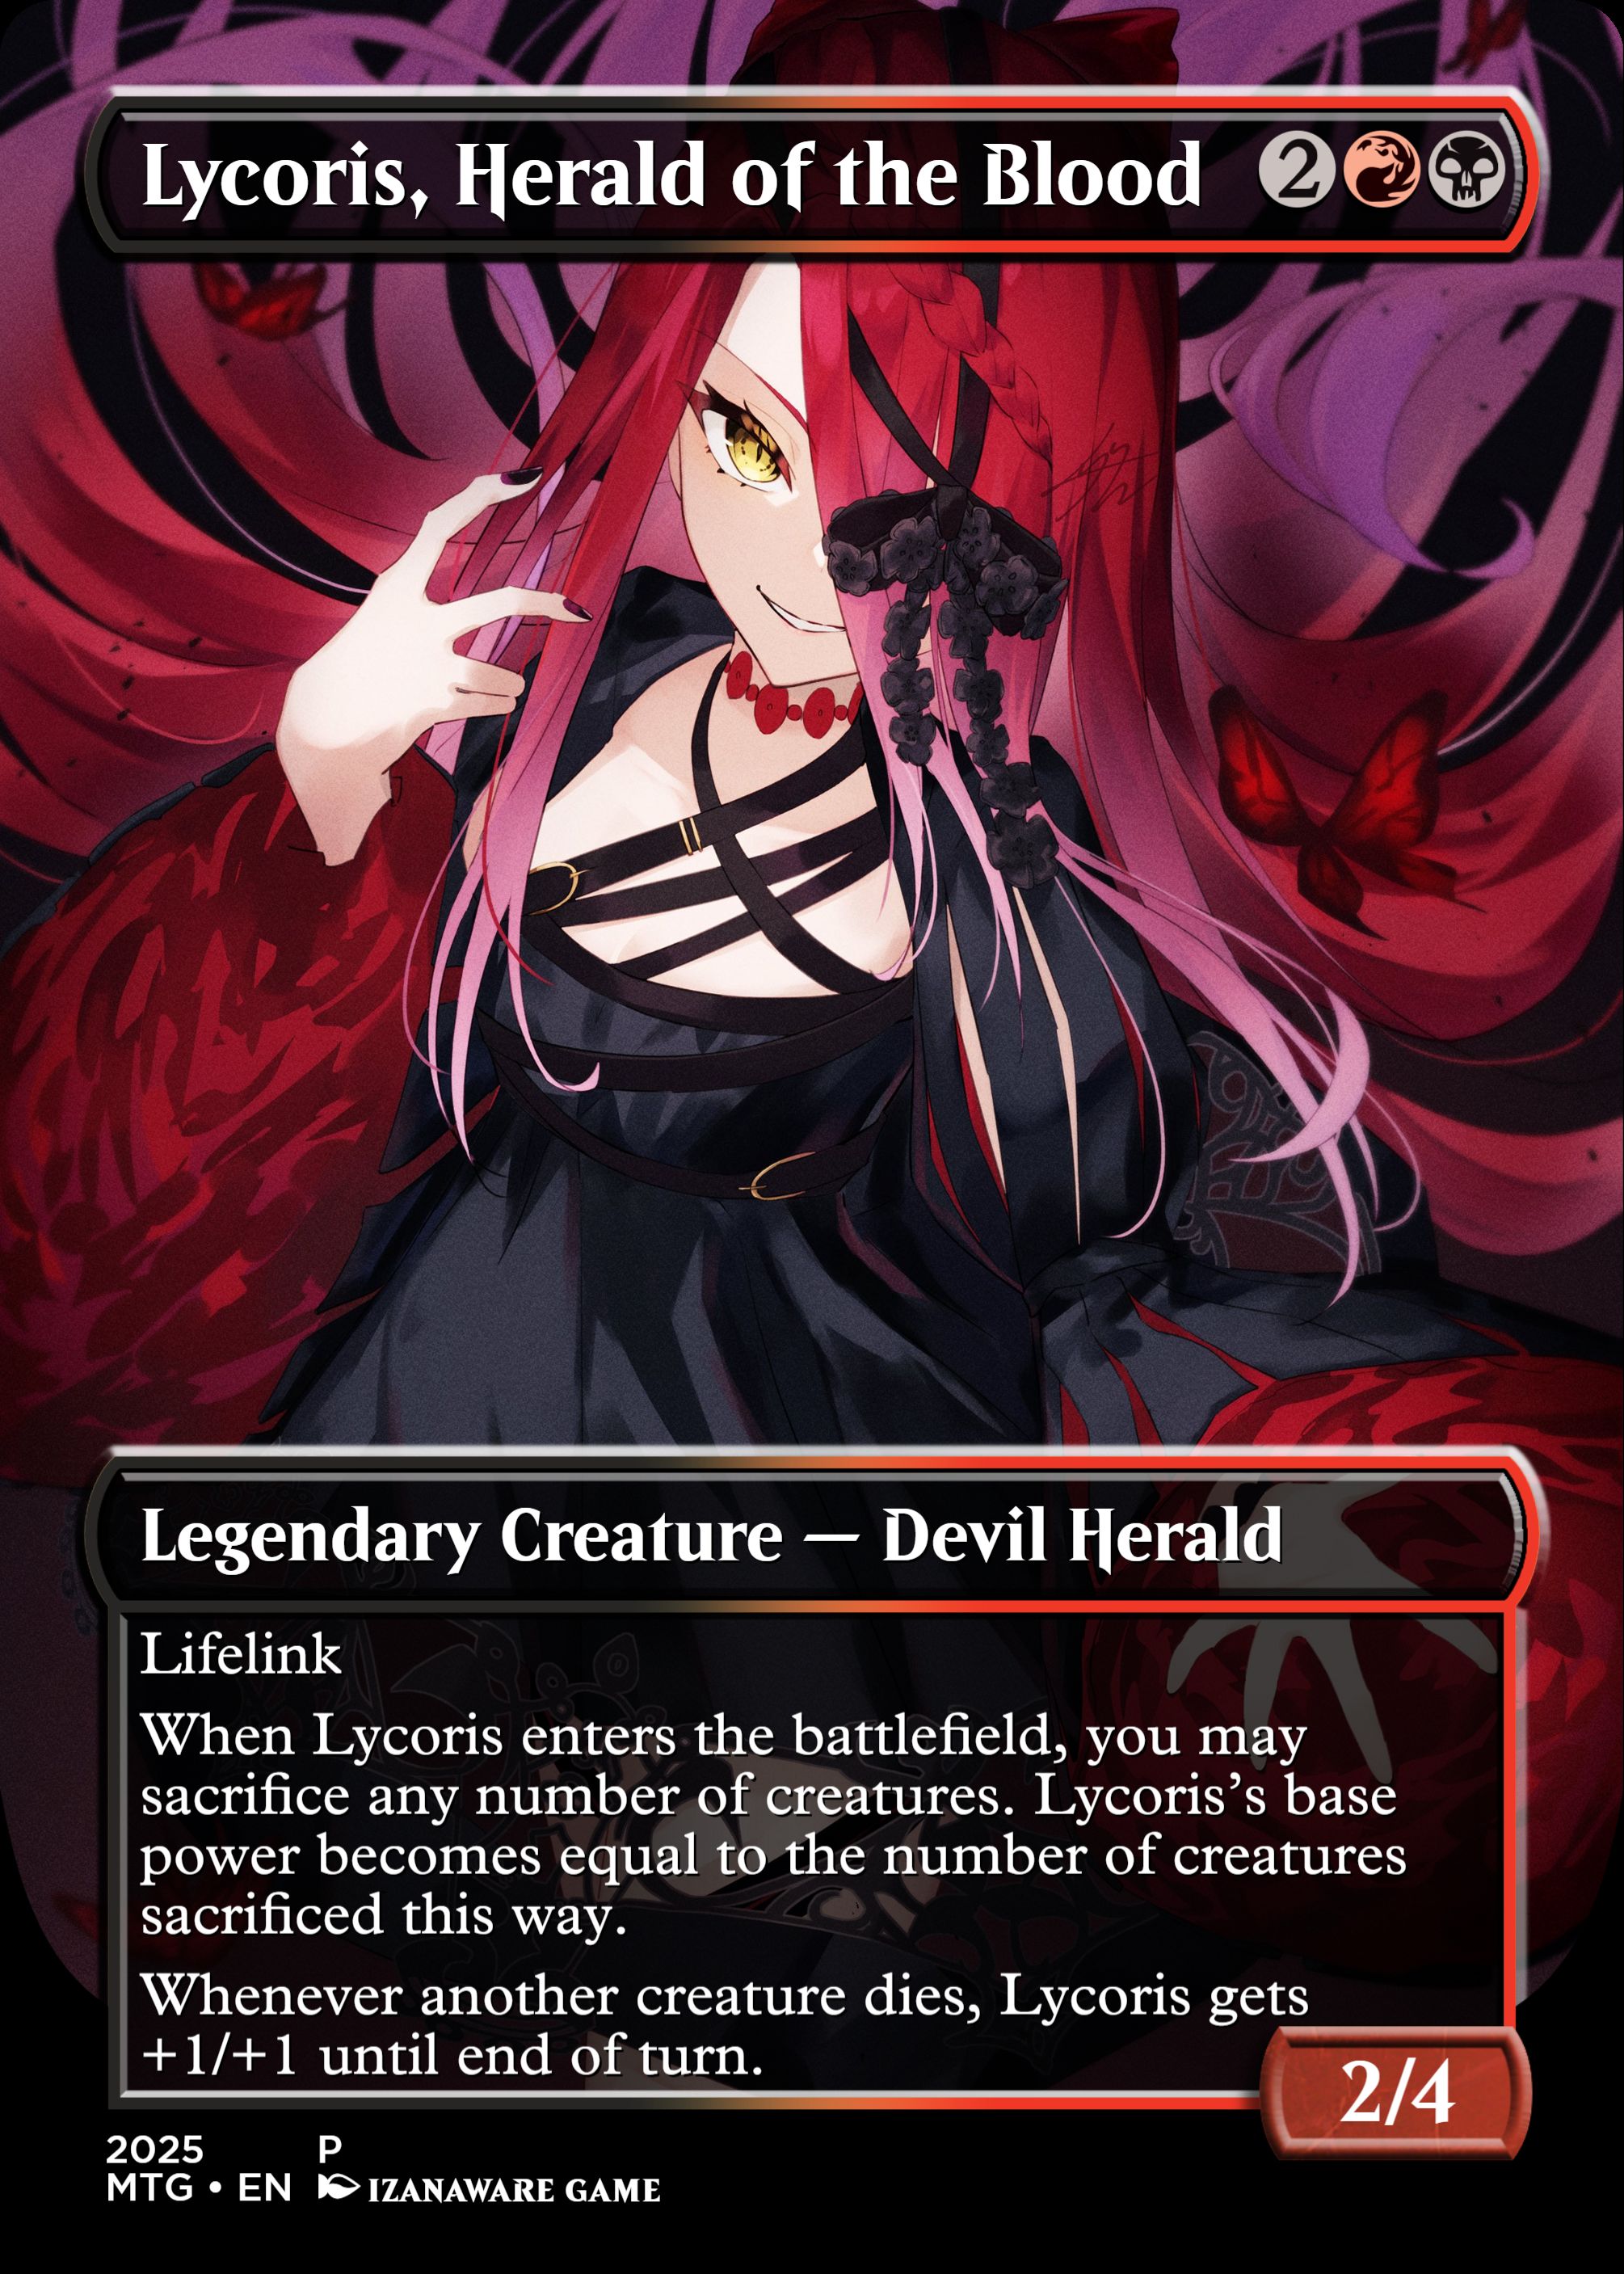 Lycoris, Herald of the Blood 2
Legendary Creature — Devil Herald
Lifelink
When Lycoris enters the battlefield, you may
sacrifice any number of creatures. Lycoris’s base
power becomes equal to the number of creatures
sacrificed this way.
Whenever another creature dies, Lycoris gets
+1/+1 until end of turn.
2/4
2025 P
MTG • EN IZANAWARE GAME